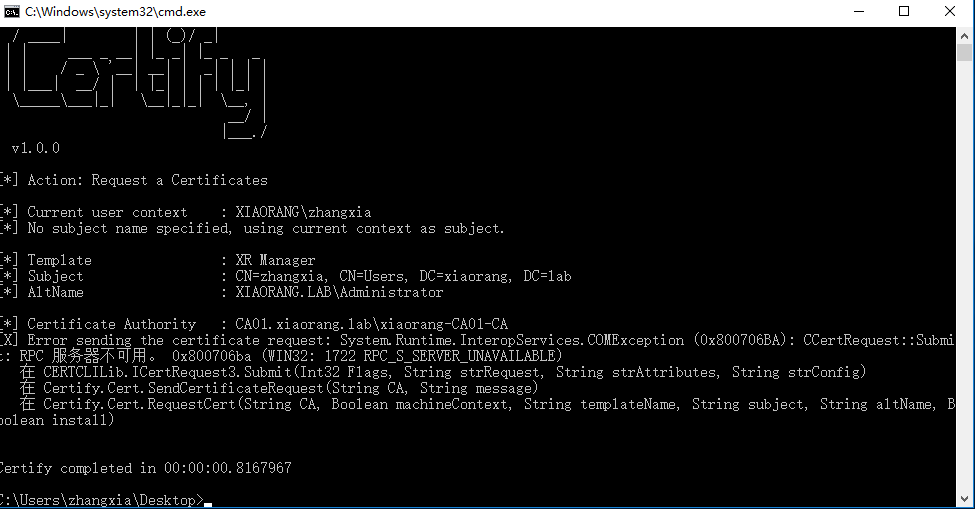 C:\Windows\system32\cmd.exe
Certify
v1.0.0
[*] Action: Request a Certificates
[*] Current user context    : XIAORANG\zhangxia
[*] No subject name specified, using current context as subject.
[*] Template                : XR Manager
[*] Subject                 : CN=zhangxia, CN=Users, DC=xiaorang, DC=lab
[*] AltName                 : XIAORANG.LAB\Administrator
[*] Certificate Authority   : CA01.xiaorang.lab\xiaorang-CA01-CA
[X] Error sending the certificate request: System.Runtime.InteropServices.COMException (0x800706BA): CCertRequest::Submi
t: RPC 服务器不可用。 0x800706ba (WIN32: 1722 RPC_S_SERVER_UNAVAILABLE)
在 CERTCLILib.ICertRequest3.Submit(Int32 Flags, String strRequest, String strAttributes, String strConfig)
在 Certify.Cert.SendCertificateRequest(String CA, String message)
在 Certify.Cert.RequestCert(String CA, Boolean machineContext, String templateName, String subject, String altName, B
oolean install)
Certify completed in 00:00:00.8167967
C:\Users\zhangxia\Desktop>